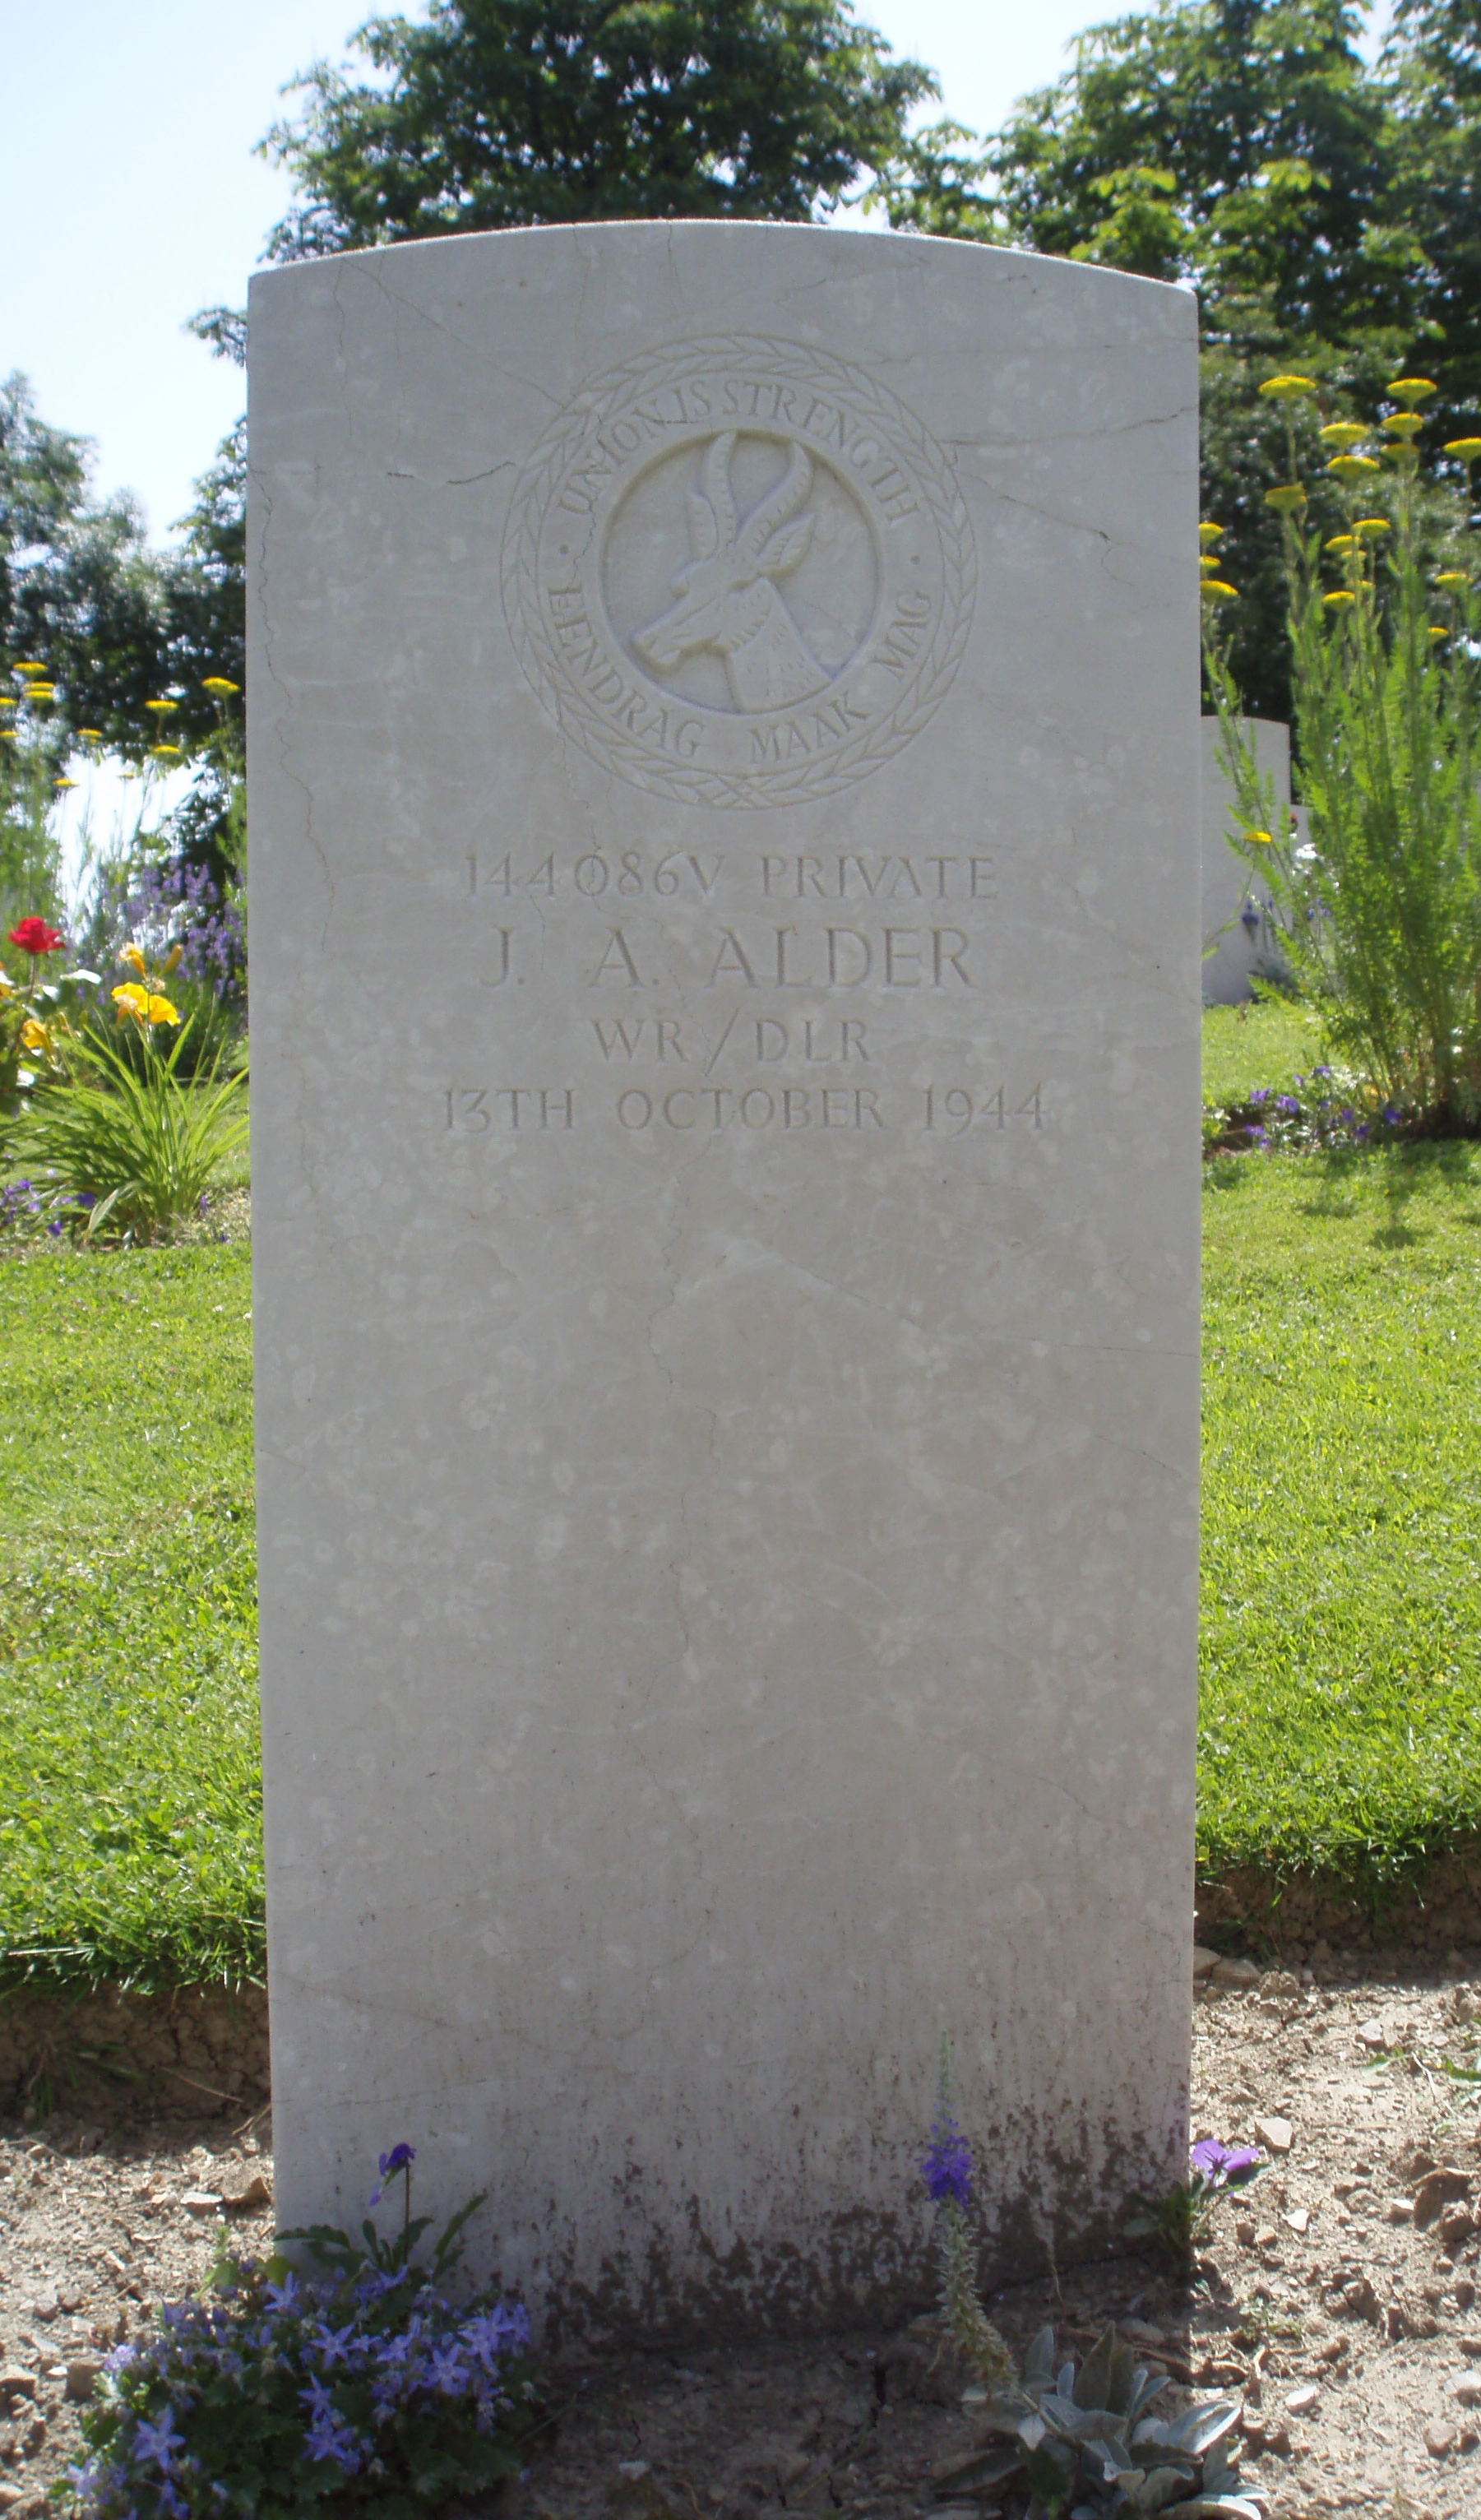 UNION IS STRENGTH
EENDRAG MAAK MAG
144086V PRIVATE
J. A. ALDER
WR/DLR
13TH OCTOBER 1944